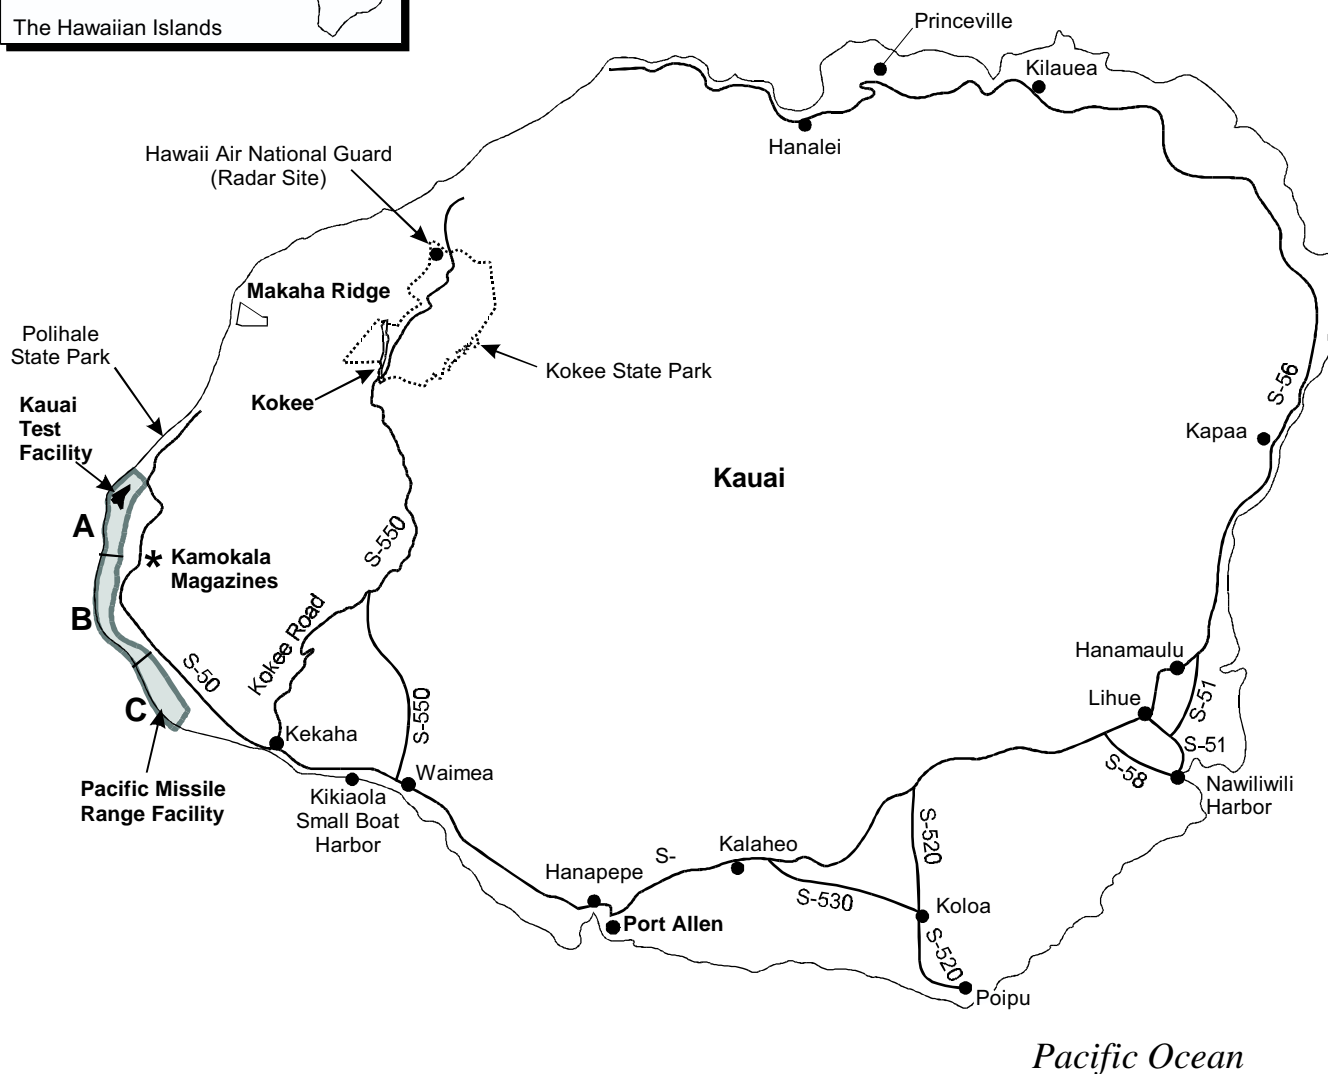 The Hawaiian Islands
Princeville
Kilauea
Hanalei
Hawaii Air National Guard
(Radar Site)
Makaha Ridge
Polihale
State Park
Kokee State Park
Kokee
Kauai
Test
Facility
S-56
Kapaa
Kauai
A
S-550
Kamokala
Magazines
*
B
Kokee Road
S-50
Hanamaulu
S-51
Lihue
C
S-550
Kekaha
S-51
S-58
Waimea
Nawiliwili
Harbor
Pacific Missile
Range Facility
Kikiaola
Small Boat
Harbor
S-520
Kalaheo
S-
Hanapepe
S-530
Koloa
Port Allen
S-520
Poipu
Pacific Ocean